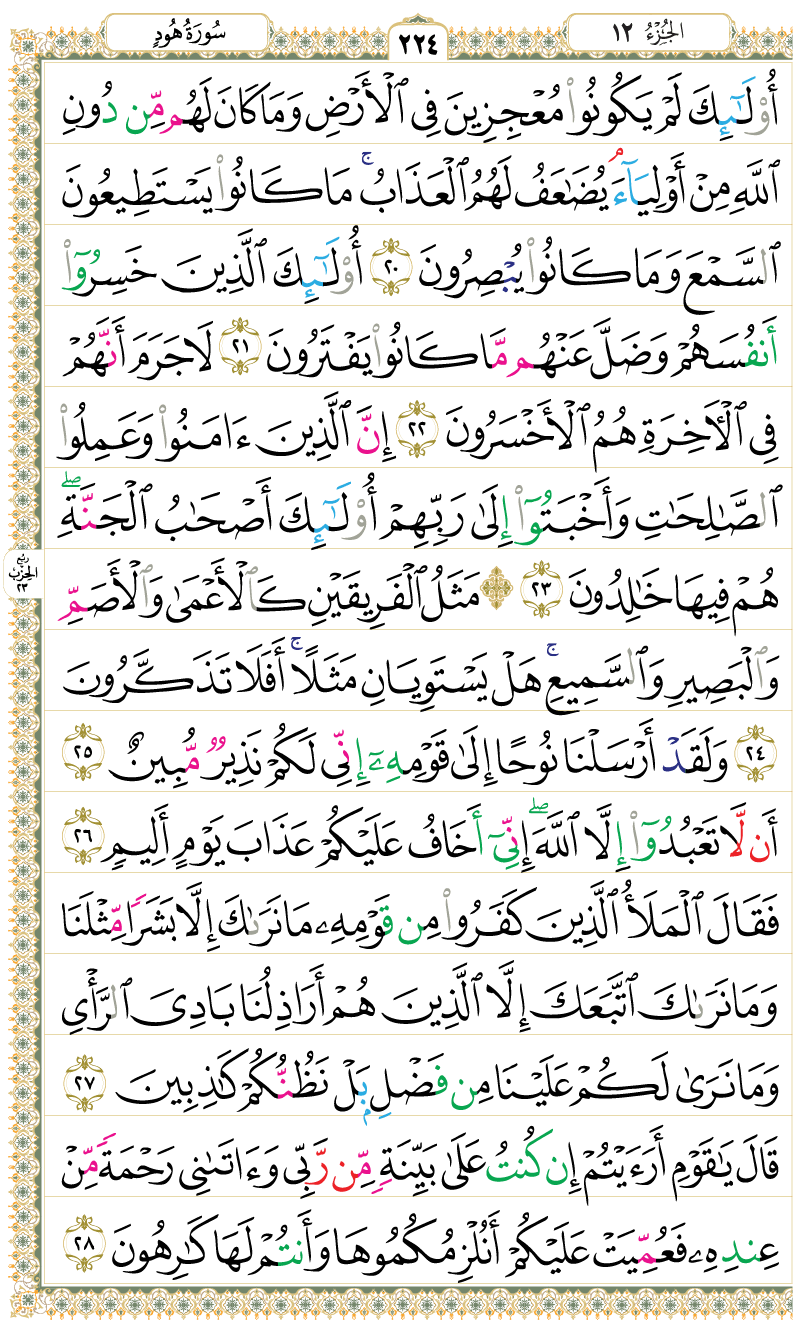 الجُزْءُ ١٢
٢٢٤
سُورَةُ هُودٍ
أُوْلَٰٓئِكَ لَمْ يَكُونُواْ مُعْجِزِينَ فِى ٱلْأَرْضِ وَمَا كَانَ لَهُم مِّن دُونِ
ٱللَّهِ مِنْ أَوْلِيَآءَ ۘ يُضَٰعَفُ لَهُمُ ٱلْعَذَابُ ۚ مَا كَانُواْ يَسْتَطِيعُونَ
ٱلسَّمْعَ وَمَا كَانُواْ يُبْصِرُونَ ٢٠ أُوْلَٰٓئِكَ ٱلَّذِينَ خَسِرُوٓاْ
أَنفُسَهُمْ وَضَلَّ عَنْهُم مَّا كَانُواْ يَفْتَرُونَ ٢١ لَا جَرَمَ أَنَّهُمْ
فِى ٱلْأَخِرَةِ هُمُ ٱلْأَخْسَرُونَ ٢٢ إِنَّ ٱلَّذِينَ ءَامَنُواْ وَعَمِلُواْ
ٱلصَّٰلِحَٰتِ وَأَخْبَتُوٓاْ إِلَىٰ رَبِّهِمْ أُوْلَٰٓئِكَ أَصْحَٰبُ ٱلْجَنَّةِ ۖ
هُمْ فِيهَا خَٰلِدُونَ ٢٣ ۞ مَثَلُ ٱلْفَرِيقَيْنِ كَٱلْأَعْمَىٰ وَٱلْأَصَمِّ
رُبع الحِزْب ٢٣
وَٱلْبَصِيرِ وَٱلسَّمِيعِ ۚ هَلْ يَسْتَوِيَانِ مَثَلًا ۚ أَفَلَا تَذَكَّرُونَ
٢٤ وَلَقَدْ أَرْسَلْنَا نُوحًا إِلَىٰ قَوْمِهِۦٓ إِنِّى لَكُمْ نَذِيرٌ مُّبِينٌ ٢٥
أَن لَّا تَعْبُدُوٓاْ إِلَّا ٱللَّهَ ۖ إِنِّىٓ أَخَافُ عَلَيْكُمْ عَذَابَ يَوْمٍ أَلِيمٍ ٢٦
فَقَالَ ٱلْمَلَأُ ٱلَّذِينَ كَفَرُواْ مِن قَوْمِهِۦ مَا نَرَىٰكَ إِلَّا بَشَرًا مِّثْلَنَا
وَمَا نَرَىٰكَ ٱتَّبَعَكَ إِلَّا ٱلَّذِينَ هُمْ أَرَاذِلُنَا بَادِىَ ٱلرَّأْىِ
وَمَا نَرَىٰ لَكُمْ عَلَيْنَا مِن فَضْلٍۭ بَلْ نَظُنُّكُمْ كَٰذِبِينَ ٢٧
قَالَ يَٰقَوْمِ أَرَءَيْتُمْ إِن كُنتُ عَلَىٰ بَيِّنَةٍ مِّن رَّبِّى وَءَاتَىٰنِى رَحْمَةً مِّنْ
عِندِهِۦ فَعُمِّيَتْ عَلَيْكُمْ أَنُلْزِمُكُمُوهَا وَأَنتُمْ لَهَا كَٰرِهُونَ ٢٨